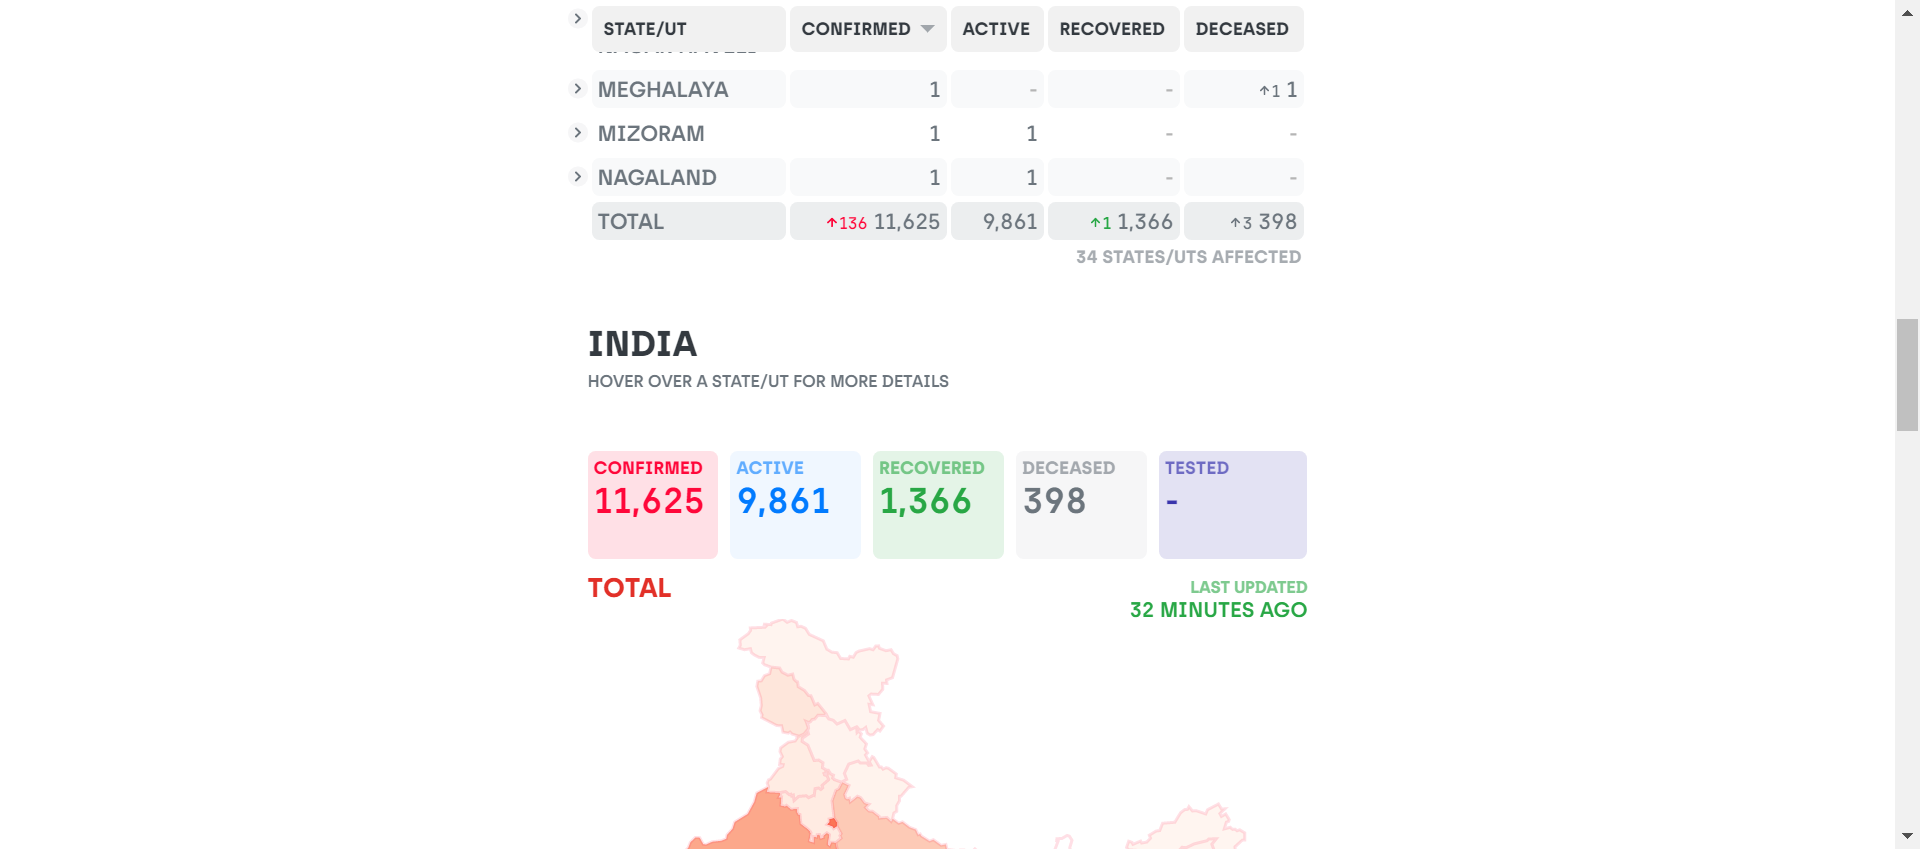 STATE/UT CONFIRMED ACTIVE RECOVERED DECEASED
MEGHALAYA 1 - - ↑1 1
MIZORAM 1 1 - -
NAGALAND 1 1 - -
TOTAL ↑136 11,625 9,861 ↑1 1,366 ↑3 398
34 STATES/UTS AFFECTED
INDIA
HOVER OVER A STATE/UT FOR MORE DETAILS
CONFIRMED ACTIVE RECOVERED DECEASED TESTED
11,625 9,861 1,366 398 -
TOTAL
LAST UPDATED
32 MINUTES AGO